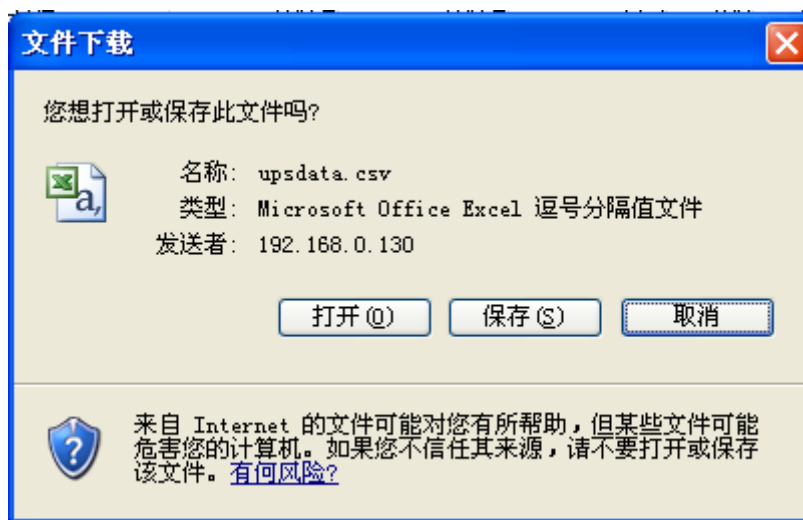 文件下载
您想打开或保存此文件吗?
名称: upsdata.csv
类型: Microsoft Office Excel 逗号分隔值文件
发送者: 192.168.0.130
打开(O) 保存(S) 取消
来自 Internet 的文件可能对您有所帮助,但某些文件可能
危害您的计算机。如果您不信任其来源,请不要打开或保存
该文件。有何风险?